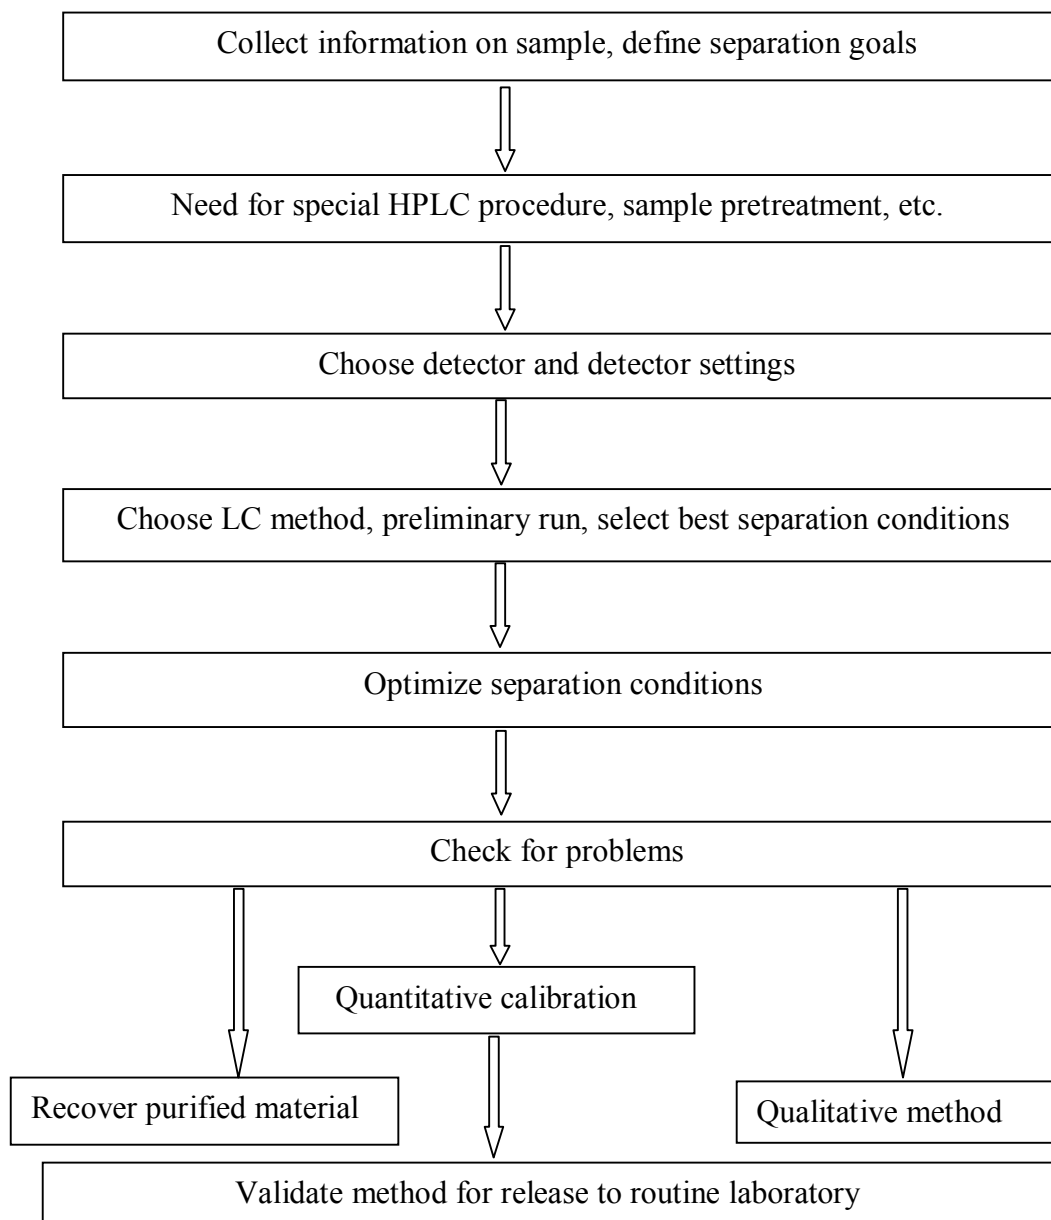 Collect information on sample, define separation goals
Need for special HPLC procedure, sample pretreatment, etc.
Choose detector and detector settings
Choose LC method, preliminary run, select best separation conditions
Optimize separation conditions
Check for problems
Quantitative calibration
Recover purified material
Qualitative method
Validate method for release to routine laboratory